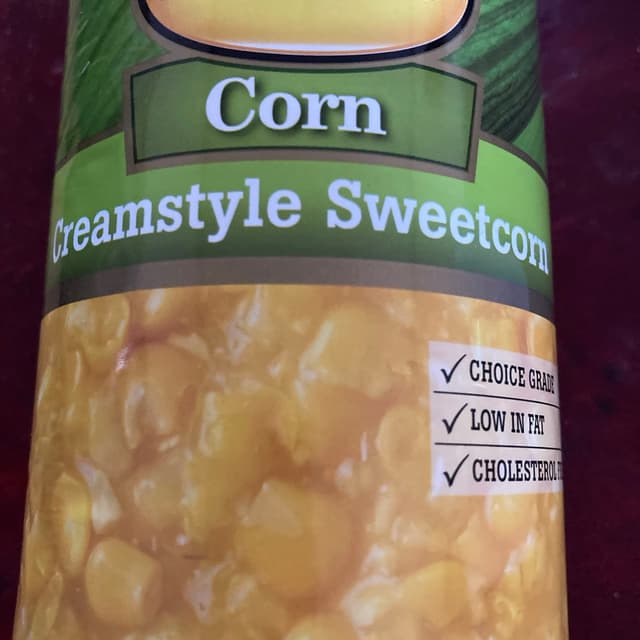 Corn
Creamstyle Sweetcorn
CHOICE GRADE
LOW IN FAT
CHOLESTEROL